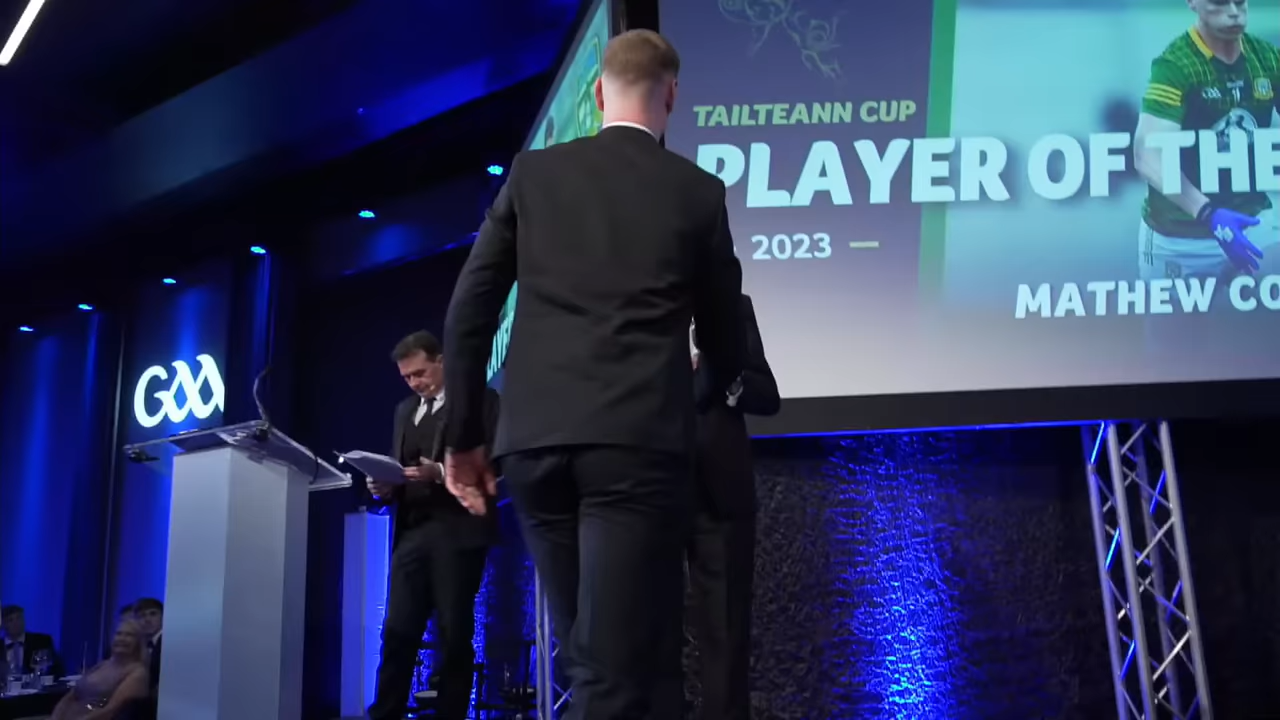 TAILTEANN CUP
PLAYER OF THE
2023
MATHEW CO
GAA